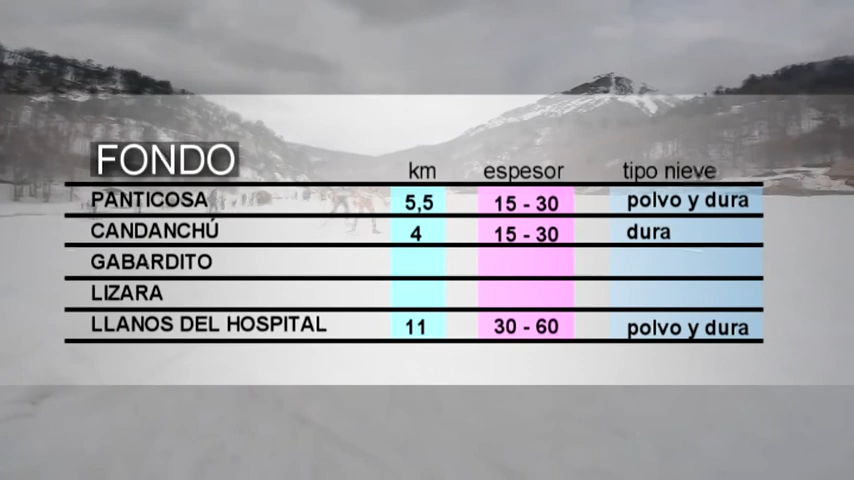 FONDO km espesor tipo nieve
PANTICOSA 5,5 15 - 30 polvo y dura
CANDANCHÚ 4 15 - 30 dura
GABARDITO
LIZARA
LLANOS DEL HOSPITAL 11 30 - 60 polvo y dura